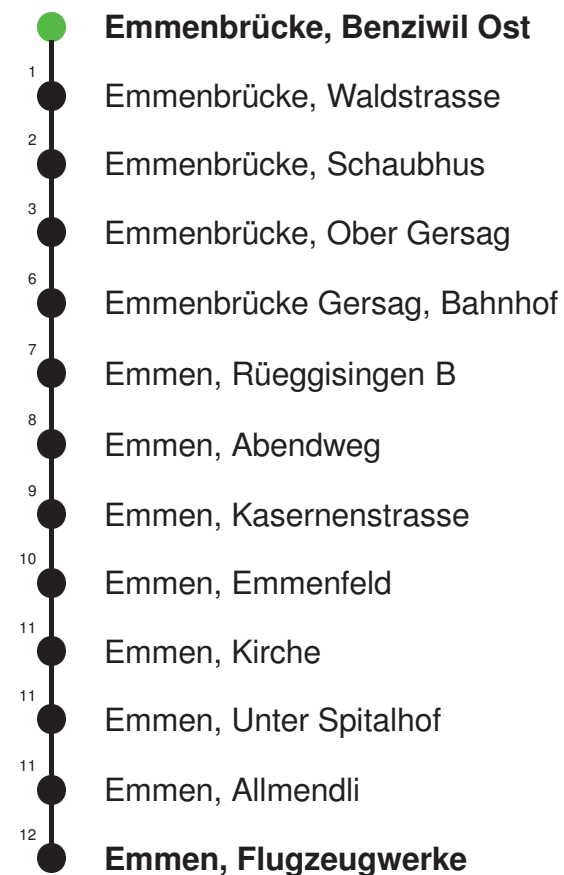 Emmenbrücke, Benziwil Ost
1 Emmenbrücke, Waldstrasse
2 Emmenbrücke, Schaubhus
3 Emmenbrücke, Ober Gersag
6 Emmenbrücke Gersag, Bahnhof
7 Emmen, Rüeggisingen B
8 Emmen, Abendweg
9 Emmen, Kasernenstrasse
10 Emmen, Emmenfeld
11 Emmen, Kirche
11 Emmen, Unter Spitalhof
11 Emmen, Allmendli
12 Emmen, Flugzeugwerke